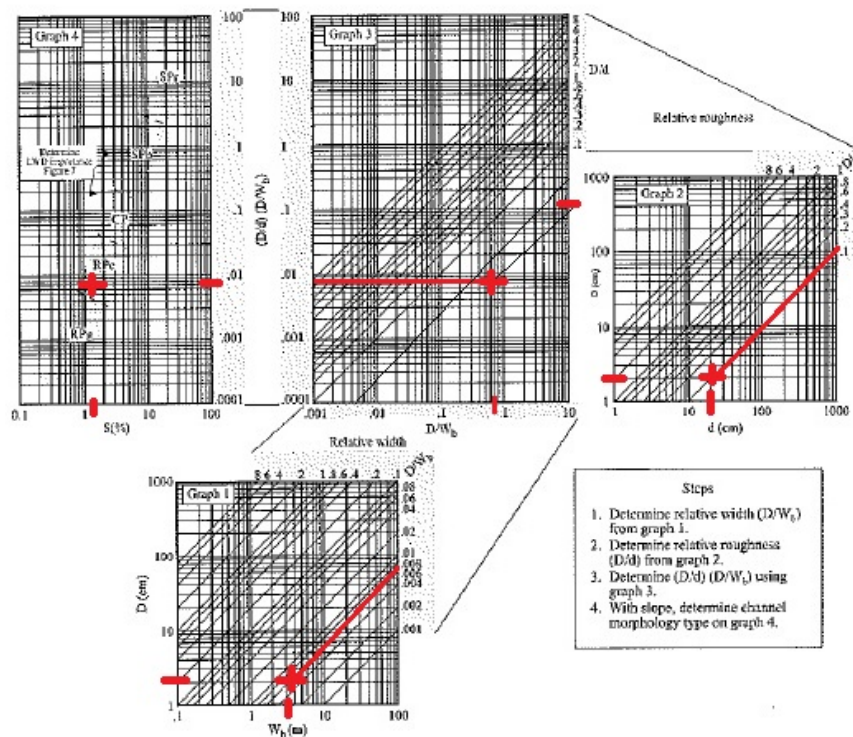 Graph 4
SPr
SPb
Determine
LWD importance
Figure 7
CP
RPc
RPg
0.1
1
10
100
S(%)
100
10
1
.1
.01
.001
.0001
(D/d) (D/Wb)
Graph 3
100
10
1
.1
.01
.001
.0001
.001
.01
.1
1
10
D/Wb
D/d
Relative roughness
Graph 2
8 6 4 2
.2
.1
1000
100
10
1
D (cm)
1
10
100
1000
d (cm)
Relative width
Graph 1
8 6 4 2 1 .8 .6 .4 .2 .1
D/Wb
.08
.06
.04
.02
.01
.008
.006
.004
.002
.001
1000
100
10
1
D (cm)
.1
1
10
100
Wb (m)
Steps
1. Determine relative width (D/Wb)
from graph 1.
2. Determine relative roughness
(D/d) from graph 2.
3. Determine (D/d) (D/Wb) using
graph 3.
4. With slope, determine channel
morphology type on graph 4.